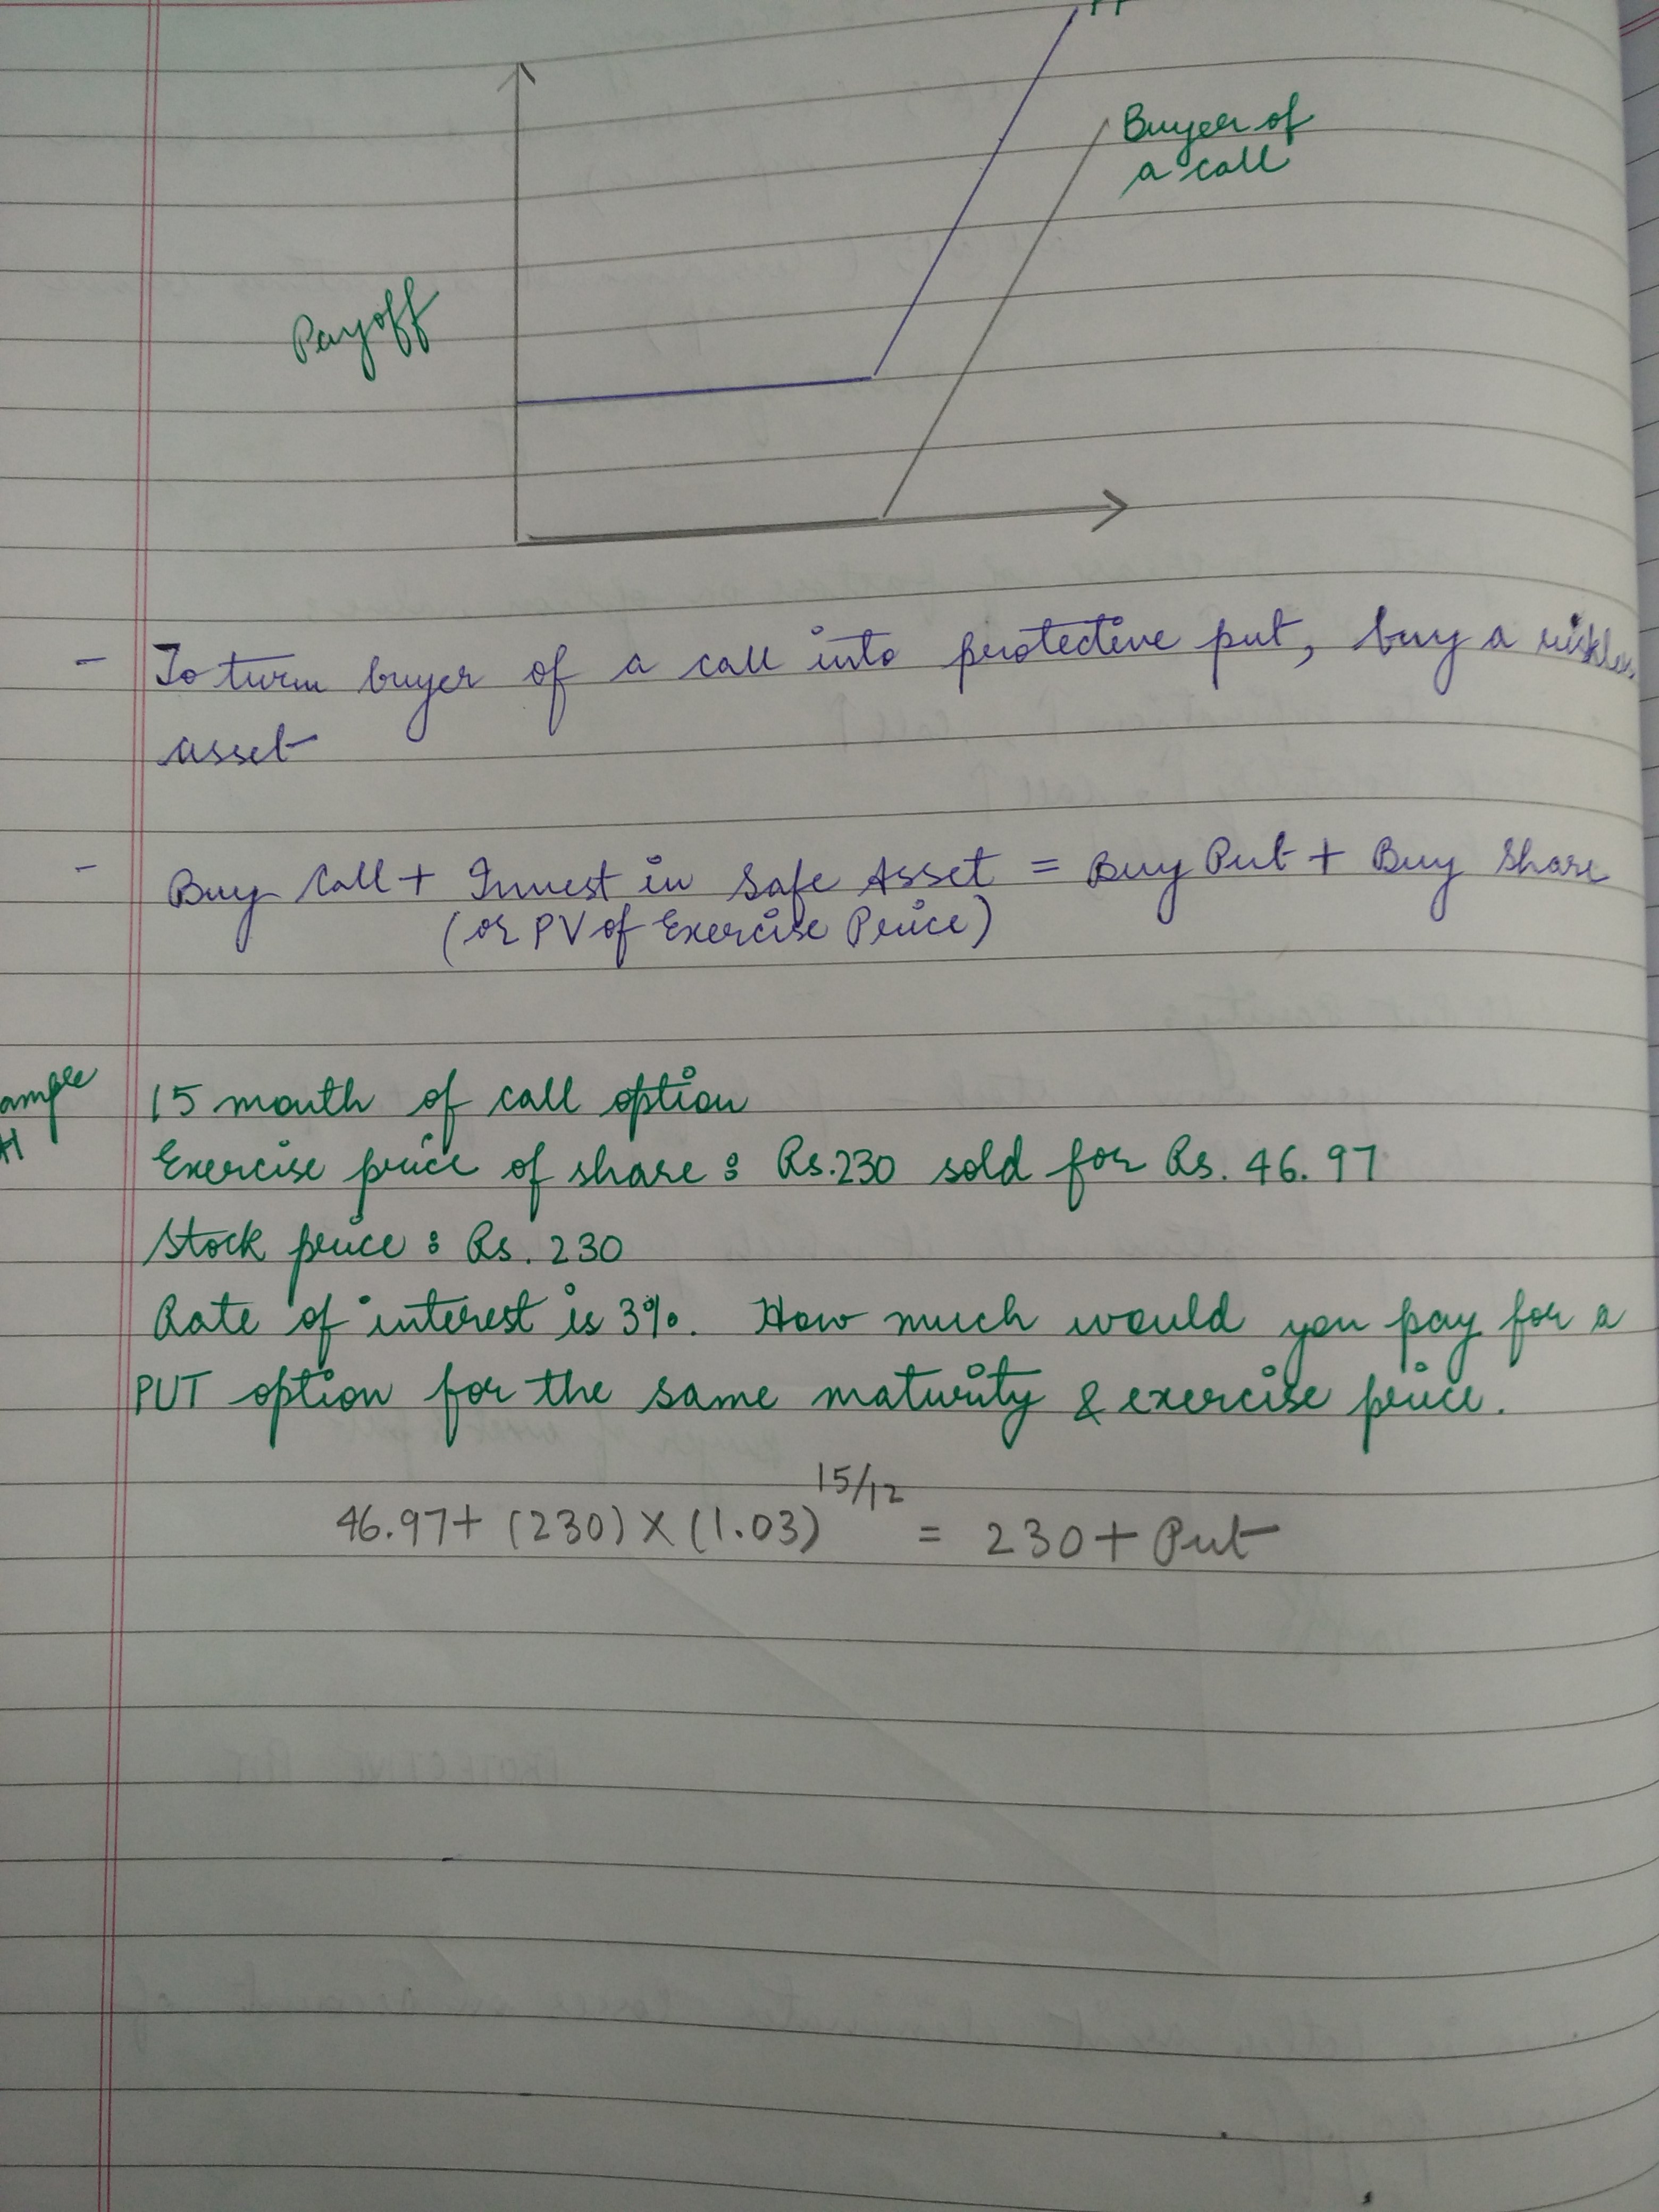 Buyer of
a call
Payoff
- To turn buyer of a call into protective put, buy a
asset
- Buy Call + Invest in Safe Asset = Buy Put + Buy Share
(or PV of Exercise Price)
ample 15 month of call option
Exercise price of share : Rs.230 sold for Rs. 46.97
Stock price : Rs. 230
Rate of interest is 3%. How much would you pay for a
PUT option for the same maturity & exercise price.
46.97 + (230) × (1.03)^15/12 = 230 + Put